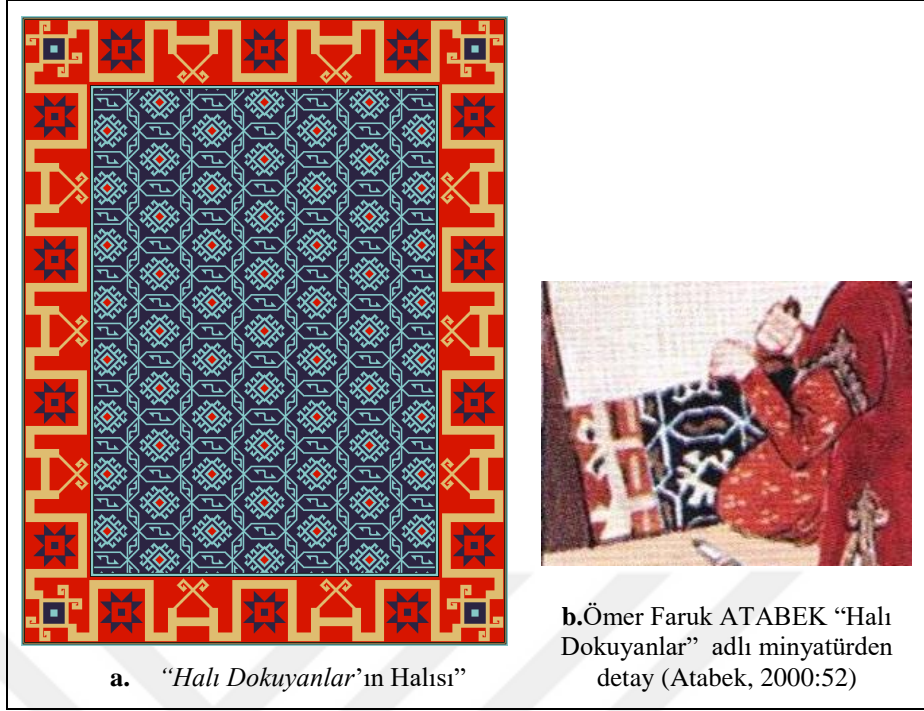 a. “Halı Dokuyanlar’ın Halısı”
b.Ömer Faruk ATABEK “Halı
Dokuyanlar” adlı minyatürden
detay (Atabek, 2000:52)